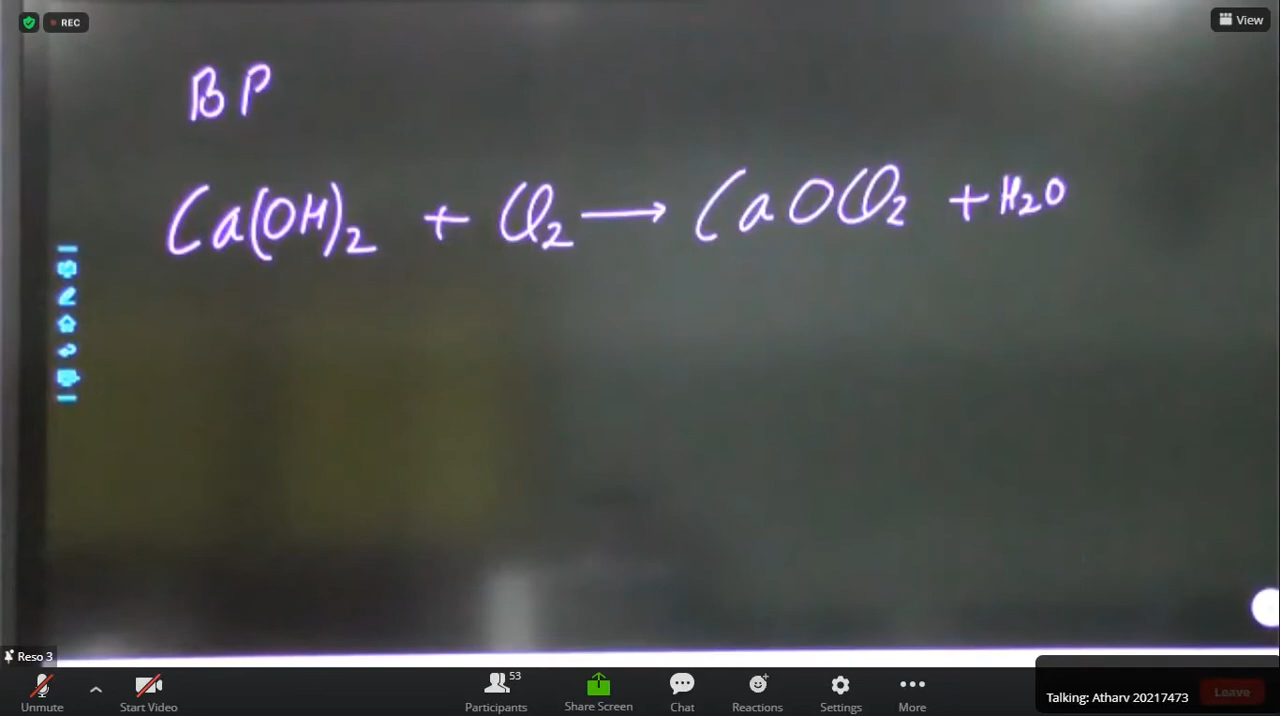 REC
View
BP
Ca(OH)2 + Cl2 → CaOCl2 + H2O
Reso 3
Unmute
Start Video
Participants 53
Share Screen
Chat
Reactions
Settings
More
Talking: Atharv 20217473
Leave